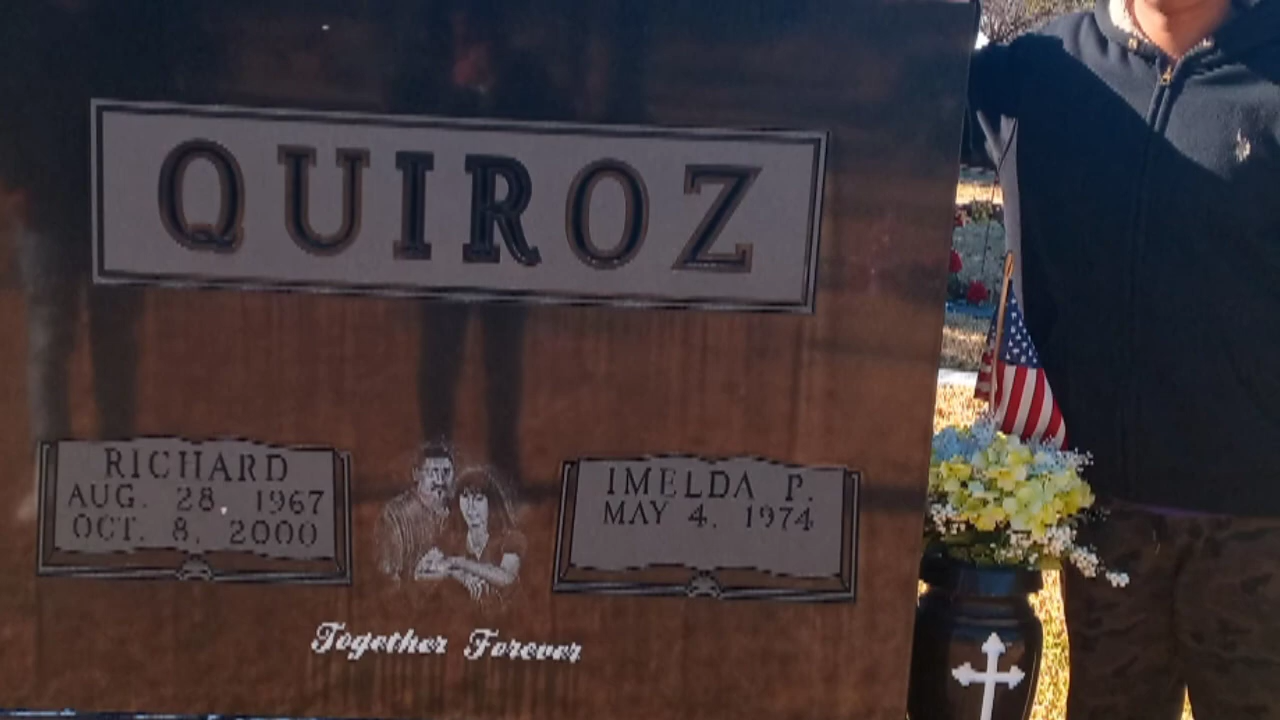 QUIROZ
RICHARD
AUG. 28. 1967
OCT. 8, 2000
IMELDA P.
MAY 4, 1974
Together Forever